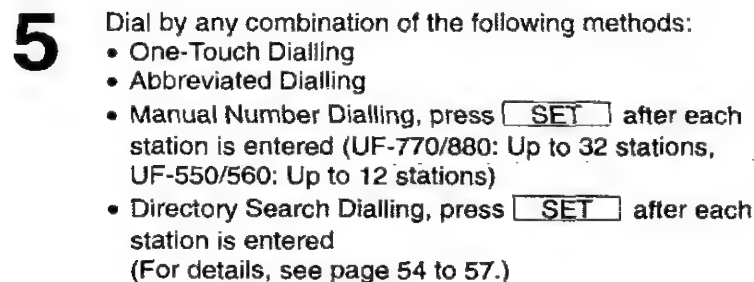 5 Dial by any combination of the following methods:
• One-Touch Dialling
• Abbreviated Dialling
• Manual Number Dialling, press SET after each
station is entered (UF-770/880: Up to 32 stations,
UF-550/560: Up to 12 stations)
• Directory Search Dialling, press SET after each
station is entered
(For details, see page 54 to 57.)